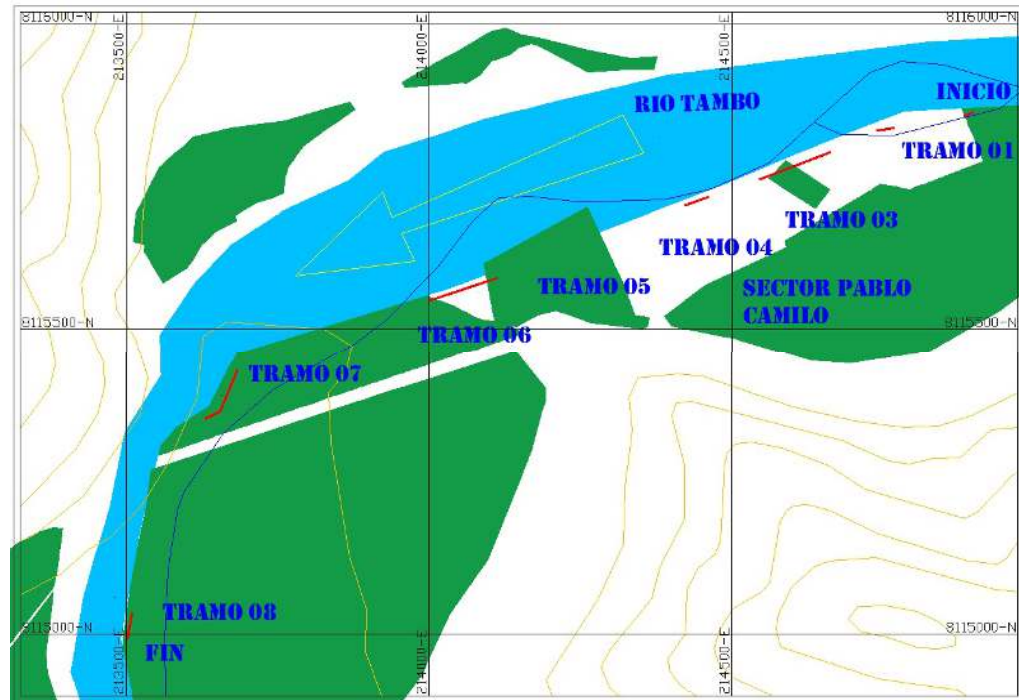 8116000-N
213500-E
214000-E
214500-E
8116000-N
RIO TAMBO
INICIO
TRAMO 01
TRAMO 03
TRAMO 04
TRAMO 05
SECTOR PABLO
CAMILO
8115500-N
8115500-N
TRAMO 06
TRAMO 07
TRAMO 08
8115000-N
8115000-N
FIN
213500-E
214000-E
214500-E